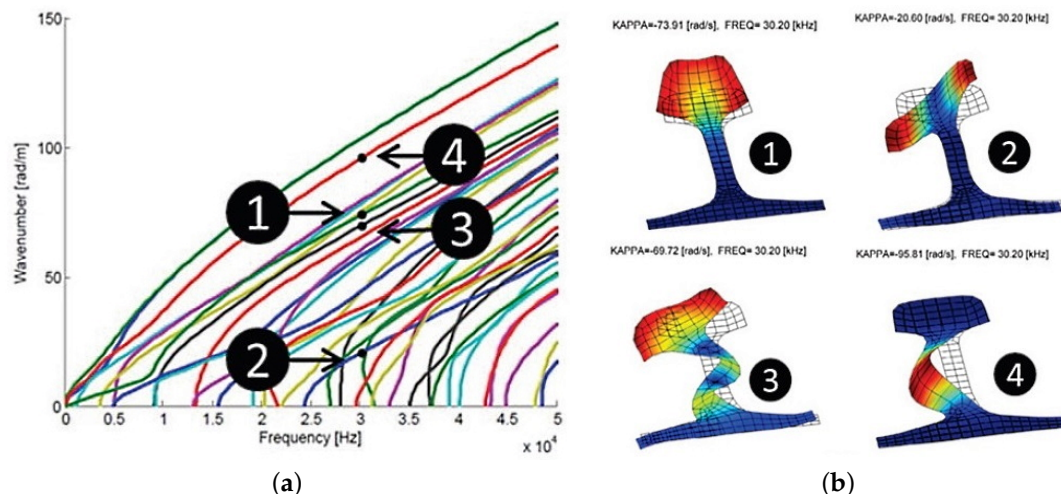 150
100
50
0
Wavenumber [rad/m]
0 0.5 1 1.5 2 2.5 3 3.5 4 4.5 5
Frequency [Hz]
x 10⁴
4
1
3
2
(a)
KAPPA=-73.91 [rad/s], FREQ= 30.20 [kHz]
KAPPA=-20.60 [rad/s], FREQ= 30.20 [kHz]
1
2
KAPPA=-69.72 [rad/s], FREQ= 30.20 [kHz]
KAPPA=-95.81 [rad/s], FREQ= 30.20 [kHz]
3
4
(b)